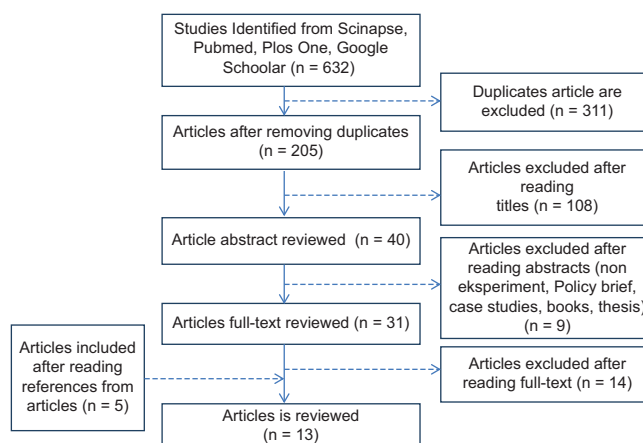 Studies Identified from Scinapse,
Pubmed, Plos One, Google
Schoolar (n = 632)
Duplicates article are
excluded (n = 311)
Articles after removing duplicates
(n = 205)
Articles excluded after
reading
titles (n = 108)
Article abstract reviewed (n = 40)
Articles excluded after
reading abstracts (non
eksperiment, Policy brief,
case studies, books, thesis)
(n = 9)
Articles full-text reviewed (n = 31)
Articles included
after reading
references from
articles (n = 5)
Articles excluded after
reading full-text (n = 14)
Articles is reviewed
(n = 13)